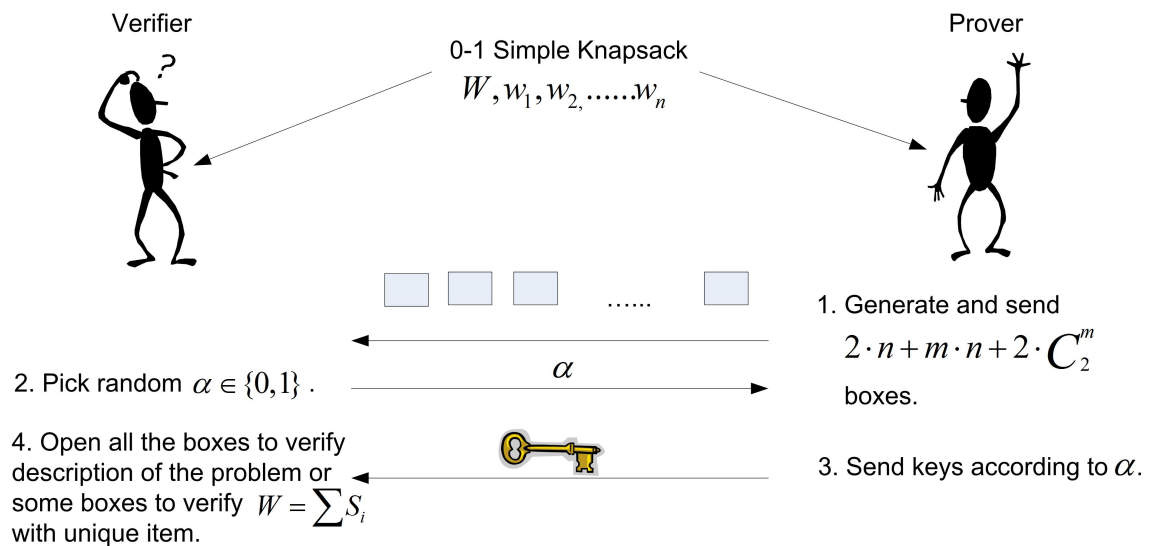 Verifier
Prover
?
0-1 Simple Knapsack
W, w₁, w₂, ......wₙ
......
1. Generate and send
2·n+m·n+2·C₂ᵐ
boxes.
α
2. Pick random α ∈ {0,1} .
3. Send keys according to α.
4. Open all the boxes to verify
description of the problem or
some boxes to verify W = ∑Sᵢ
with unique item.